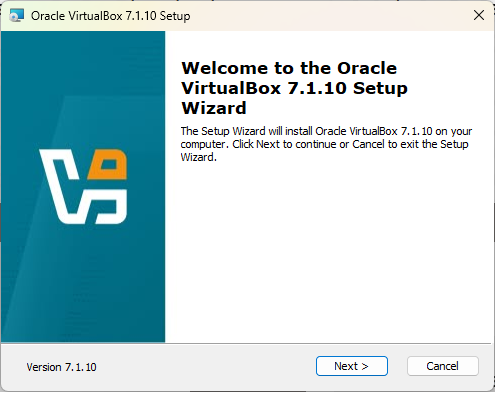 Oracle VirtualBox 7.1.10 Setup
Welcome to the Oracle
VirtualBox 7.1.10 Setup
Wizard
The Setup Wizard will install Oracle VirtualBox 7.1.10 on your
computer. Click Next to continue or Cancel to exit the Setup
Wizard.
Version 7.1.10
Next >
Cancel